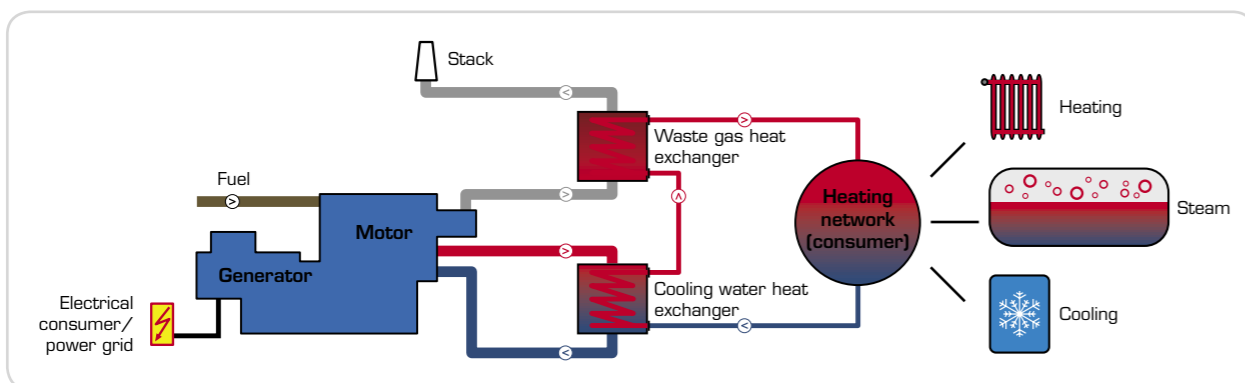 Stack
Waste gas heat
exchanger
Heating
Fuel
Motor
Heating
network
(consumer)
Steam
Generator
Electrical
consumer/
power grid
Cooling water heat
exchanger
Cooling